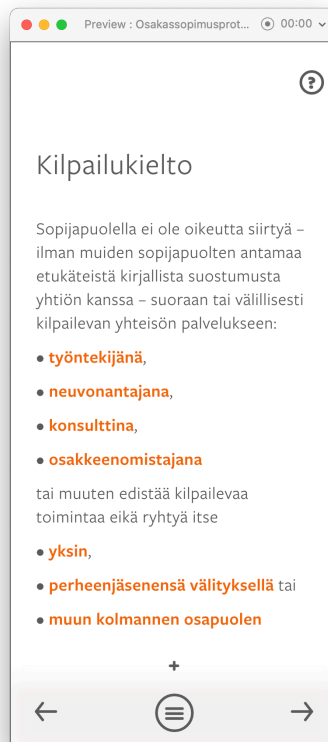 Preview : Osakassopimusprot... 00:00
?
Kilpailukielto
Sopijapuolella ei ole oikeutta siirtyä –
ilman muiden sopijapuolten antamaa
etukäteistä kirjallista suostumusta
yhtiön kanssa – suoraan tai välillisesti
kilpailevan yhteisön palvelukseen:
• työntekijänä,
• neuvonantajana,
• konsulttina,
• osakkeenomistajana
tai muuten edistää kilpailevaa
toimintaa eikä ryhtyä itse
• yksin,
• perheenjäsenensä välityksellä tai
• muun kolmannen osapuolen
+